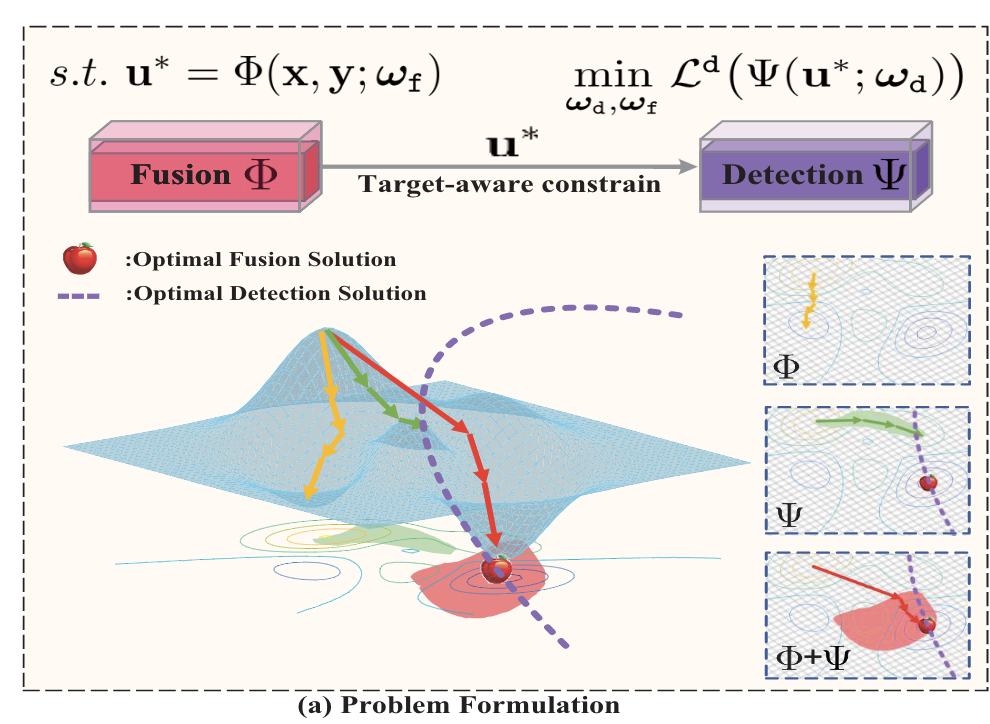 s.t. u* = Φ(x, y; ω_f)
min_{ω_d, ω_f} ℒ^d(Ψ(u*; ω_d))
Fusion Φ
u*
Target-aware constrain
Detection Ψ
:Optimal Fusion Solution
:Optimal Detection Solution
Φ
Ψ
Φ+Ψ
(a) Problem Formulation